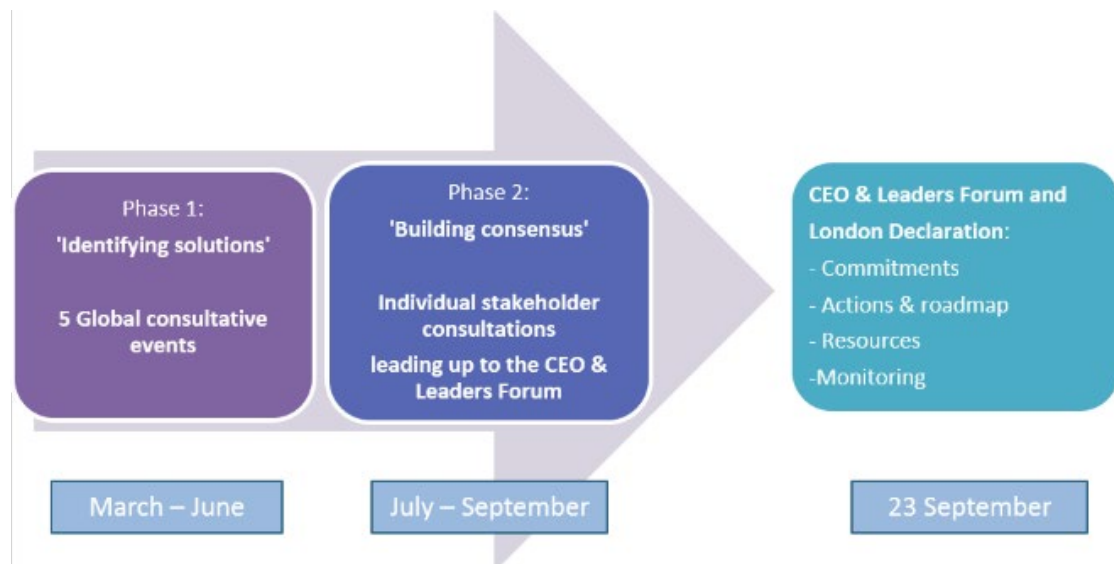 Phase 1:
'Identifying solutions'
5 Global consultative
events
Phase 2:
'Building consensus'
Individual stakeholder
consultations
leading up to the CEO &
Leaders Forum
CEO & Leaders Forum and
London Declaration:
- Commitments
- Actions & roadmap
- Resources
-Monitoring
March – June
July – September
23 September